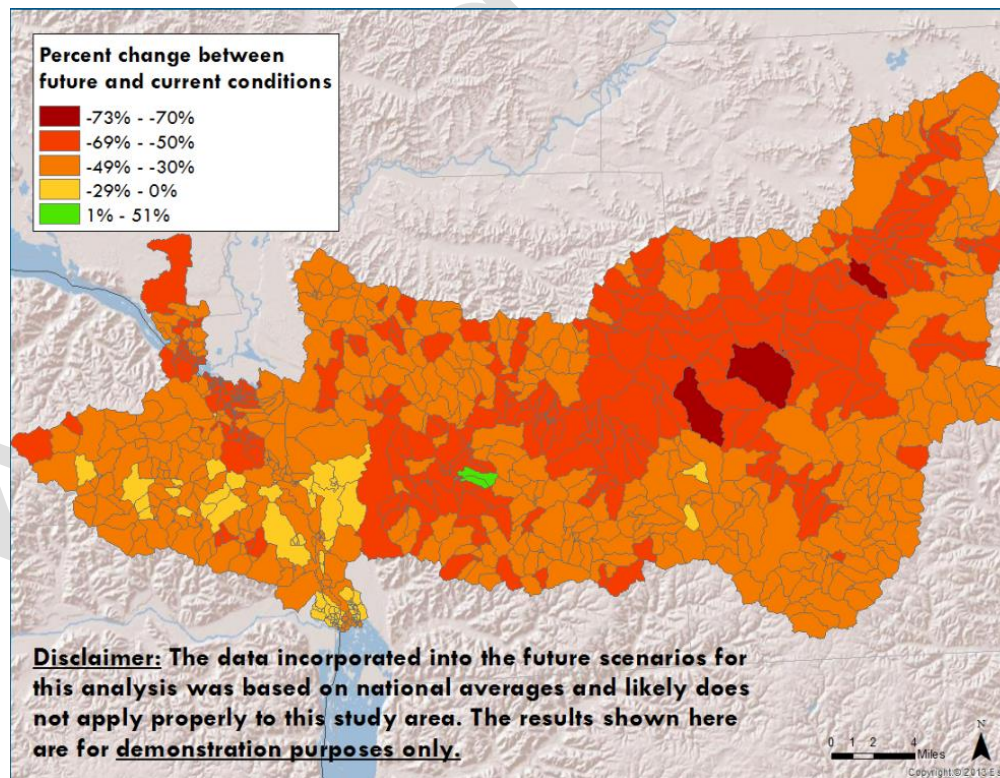 Percent change between
future and current conditions
-73% - -70%
-69% - -50%
-49% - -30%
-29% - 0%
1% - 51%
Disclaimer: The data incorporated into the future scenarios for
this analysis was based on national averages and likely does
not apply properly to this study area. The results shown here
are for demonstration purposes only.
N
0 1 2 4
Miles
Copyright:© 2013 E